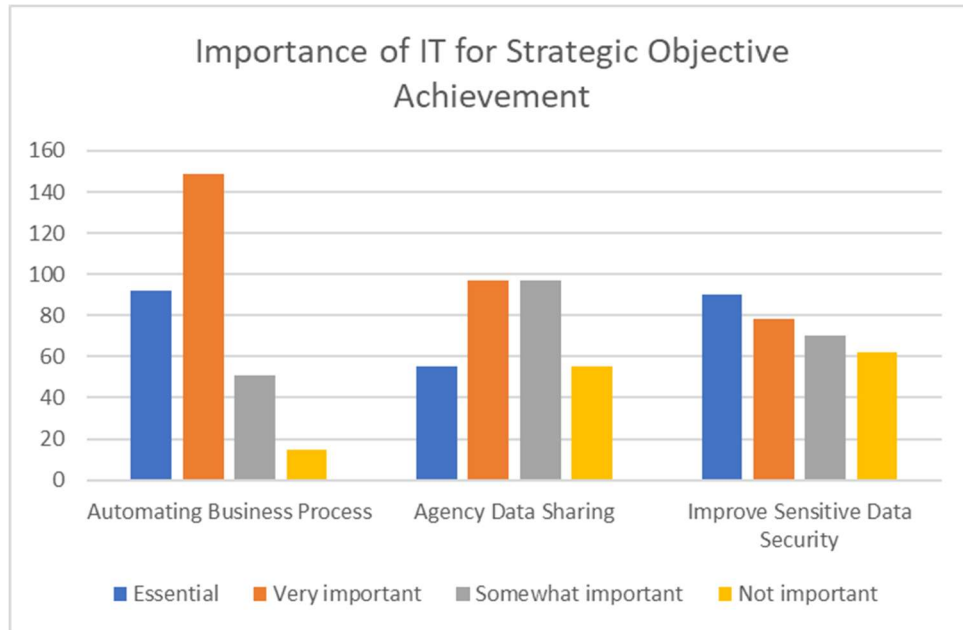 Importance of IT for Strategic Objective
Achievement
160
140
120
100
80
60
40
20
0
Automating Business Process
Agency Data Sharing
Improve Sensitive Data
Security
Essential
Very important
Somewhat important
Not important